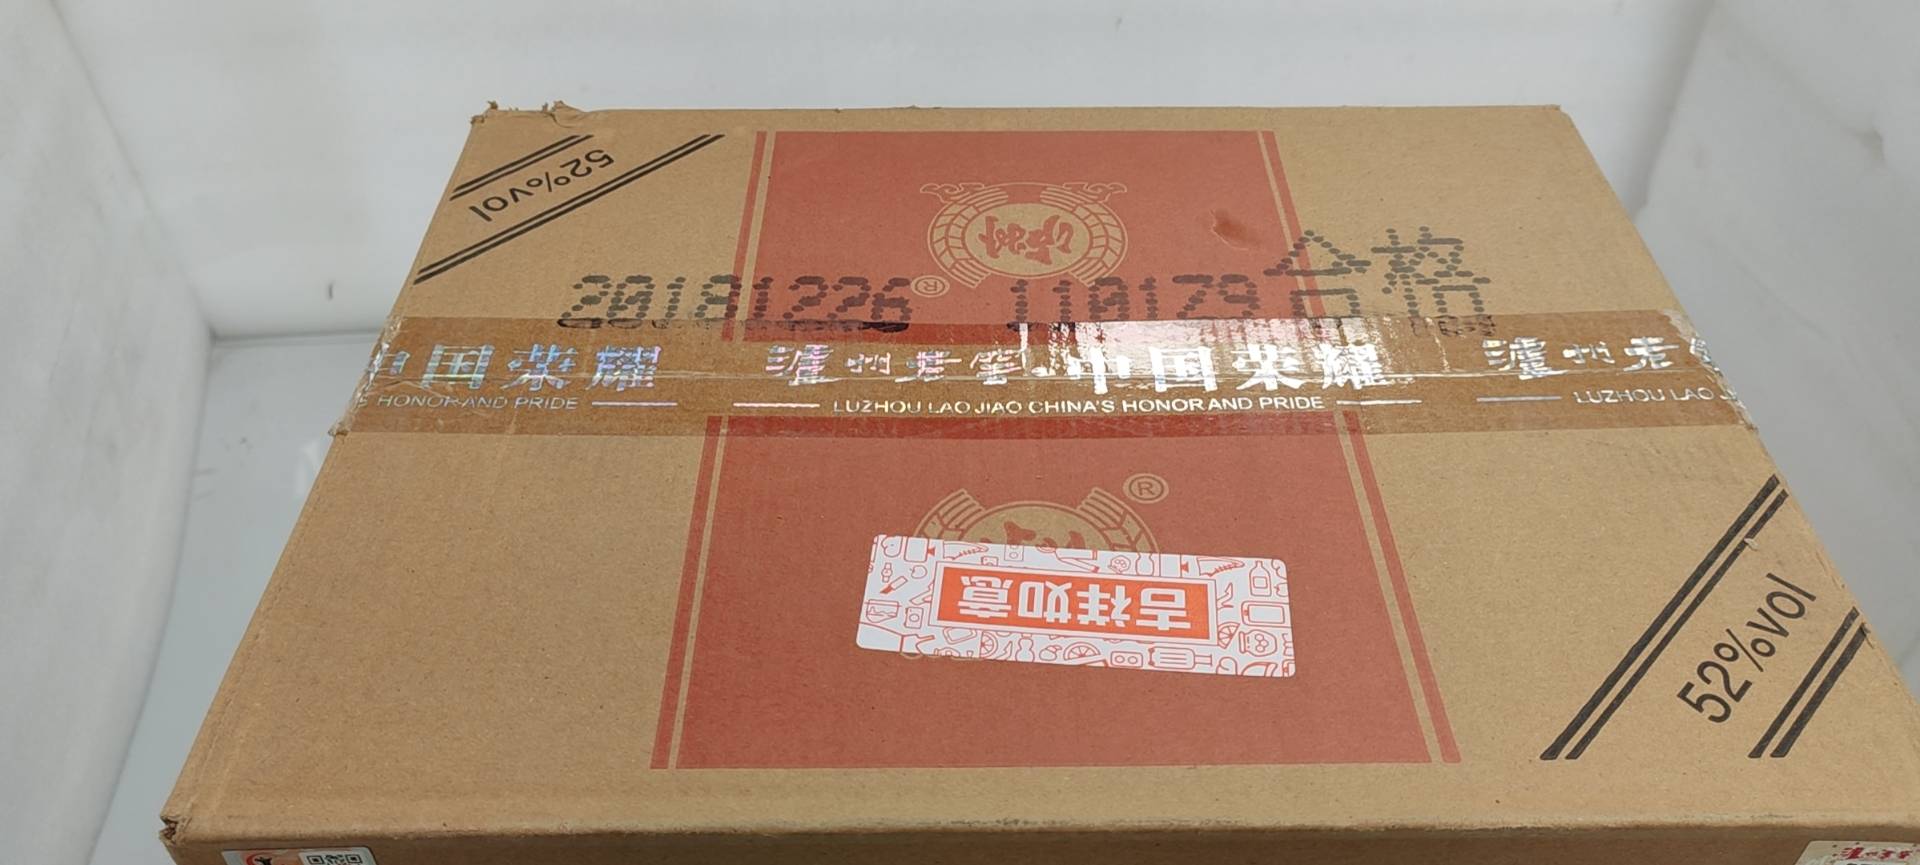 52%vol
®
20181226 110179 合格
中国荣耀 泸州老窖·中国荣耀 泸州老窖
HONOR AND PRIDE LUZHOU LAO JIAO CHINA'S HONOR AND PRIDE LUZHOU LAO
®
吉祥如意
52%vol